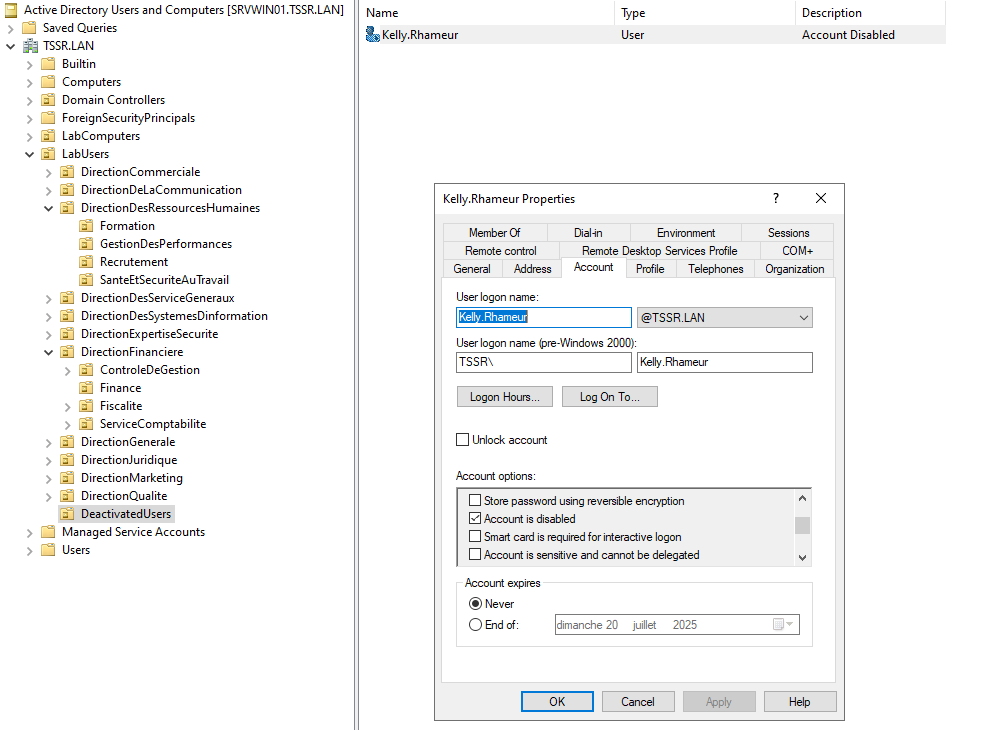 Active Directory Users and Computers [SRVWIN01.TSSR.LAN]
Saved Queries
TSSR.LAN
Builtin
Computers
Domain Controllers
ForeignSecurityPrincipals
LabComputers
LabUsers
DirectionCommerciale
DirectionDeLaCommunication
DirectionDesRessourcesHumaines
Formation
GestionDesPerformances
Recrutement
SanteEtSecuriteAuTravail
DirectionDesServiceGeneraux
DirectionDesSystemesDinformation
DirectionExpertiseSecurite
DirectionFinanciere
ControleDeGestion
Finance
Fiscalite
ServiceComptabilite
DirectionGenerale
DirectionJuridique
DirectionMarketing
DirectionQualite
DeactivatedUsers
Managed Service Accounts
Users
Name Type Description
Kelly.Rhameur User Account Disabled
Kelly.Rhameur Properties ?
Member Of Dial-in Environment Sessions
Remote control Remote Desktop Services Profile COM+
General Address Account Profile Telephones Organization
User logon name:
Kelly.Rhameur @TSSR.LAN
User logon name (pre-Windows 2000):
TSSR\ Kelly.Rhameur
Logon Hours... Log On To...
Unlock account
Account options:
Store password using reversible encryption
Account is disabled
Smart card is required for interactive logon
Account is sensitive and cannot be delegated
Account expires
Never
End of: dimanche 20 juillet 2025
OK Cancel Apply Help